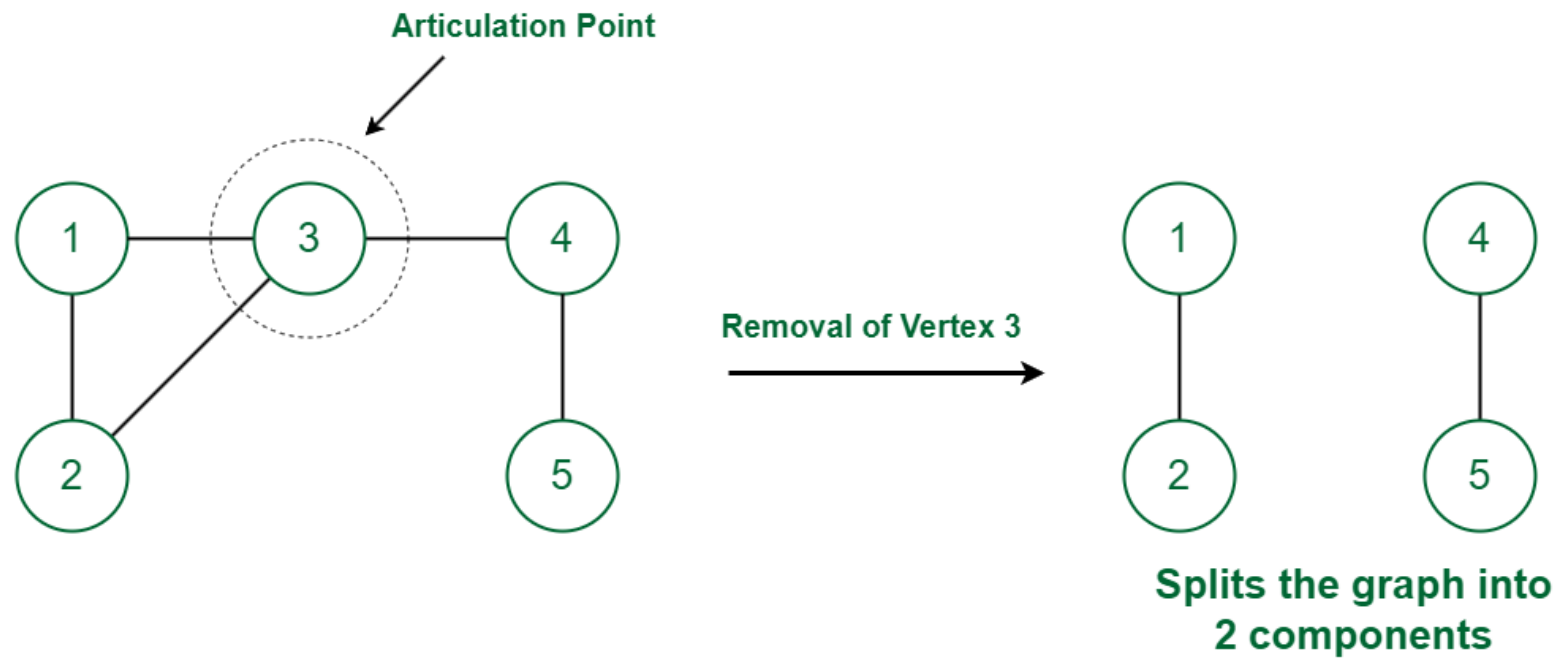 Articulation Point
1
3
4
2
5
Removal of Vertex 3
1
4
2
5
Splits the graph into
2 components